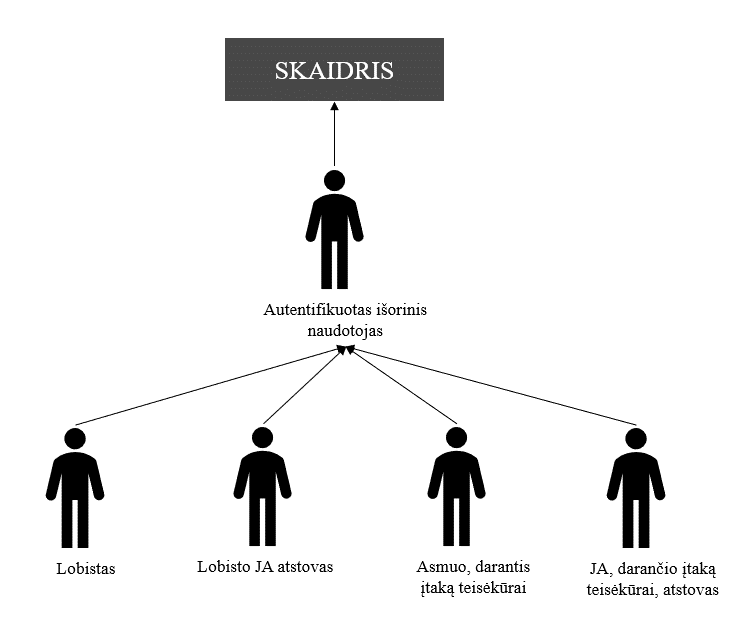 SKAIDRIS
Autentifikuotas išorinis
naudotojas
Lobistas
Lobisto JA atstovas
Asmuo, darantis
įtaką teisėkūrai
JA, darančio įtaką
teisėkūrai, atstovas